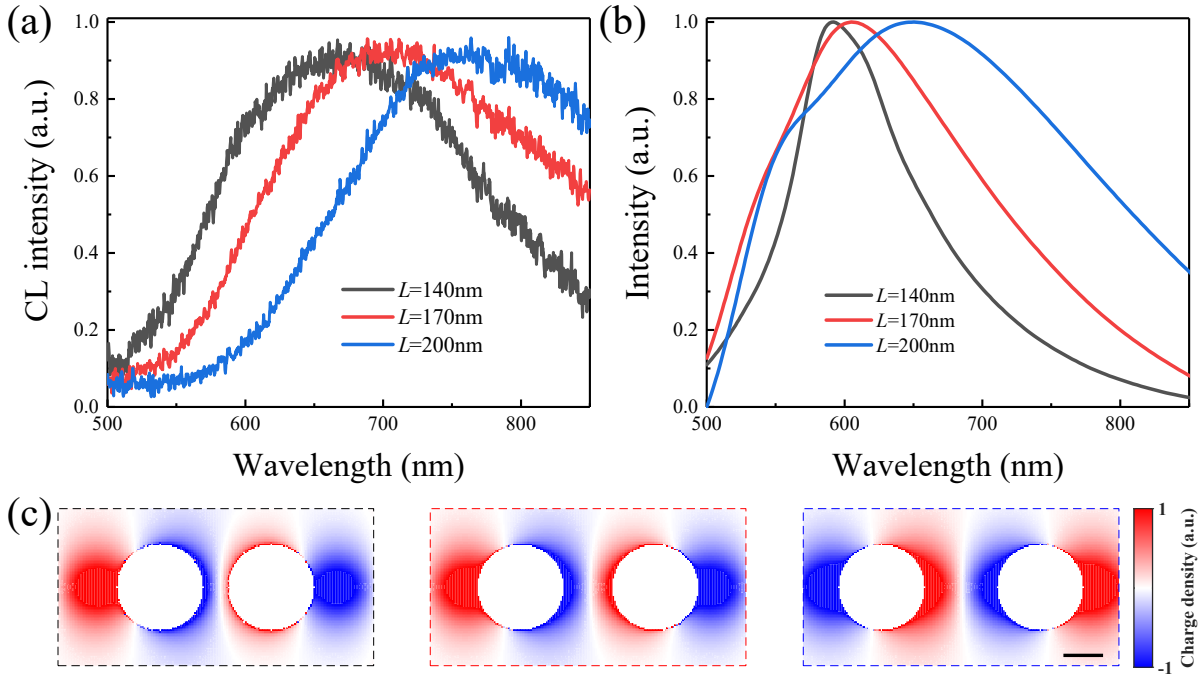 (a)
CL intensity (a.u.)
1.0
0.8
0.6
0.4
0.2
0.0
L=140nm
L=170nm
L=200nm
500
600
700
800
Wavelength (nm)
(b)
Intensity (a.u.)
1.0
0.8
0.6
0.4
0.2
0.0
L=140nm
L=170nm
L=200nm
500
600
700
800
Wavelength (nm)
(c)
1
-1
Charge density (a.u.)